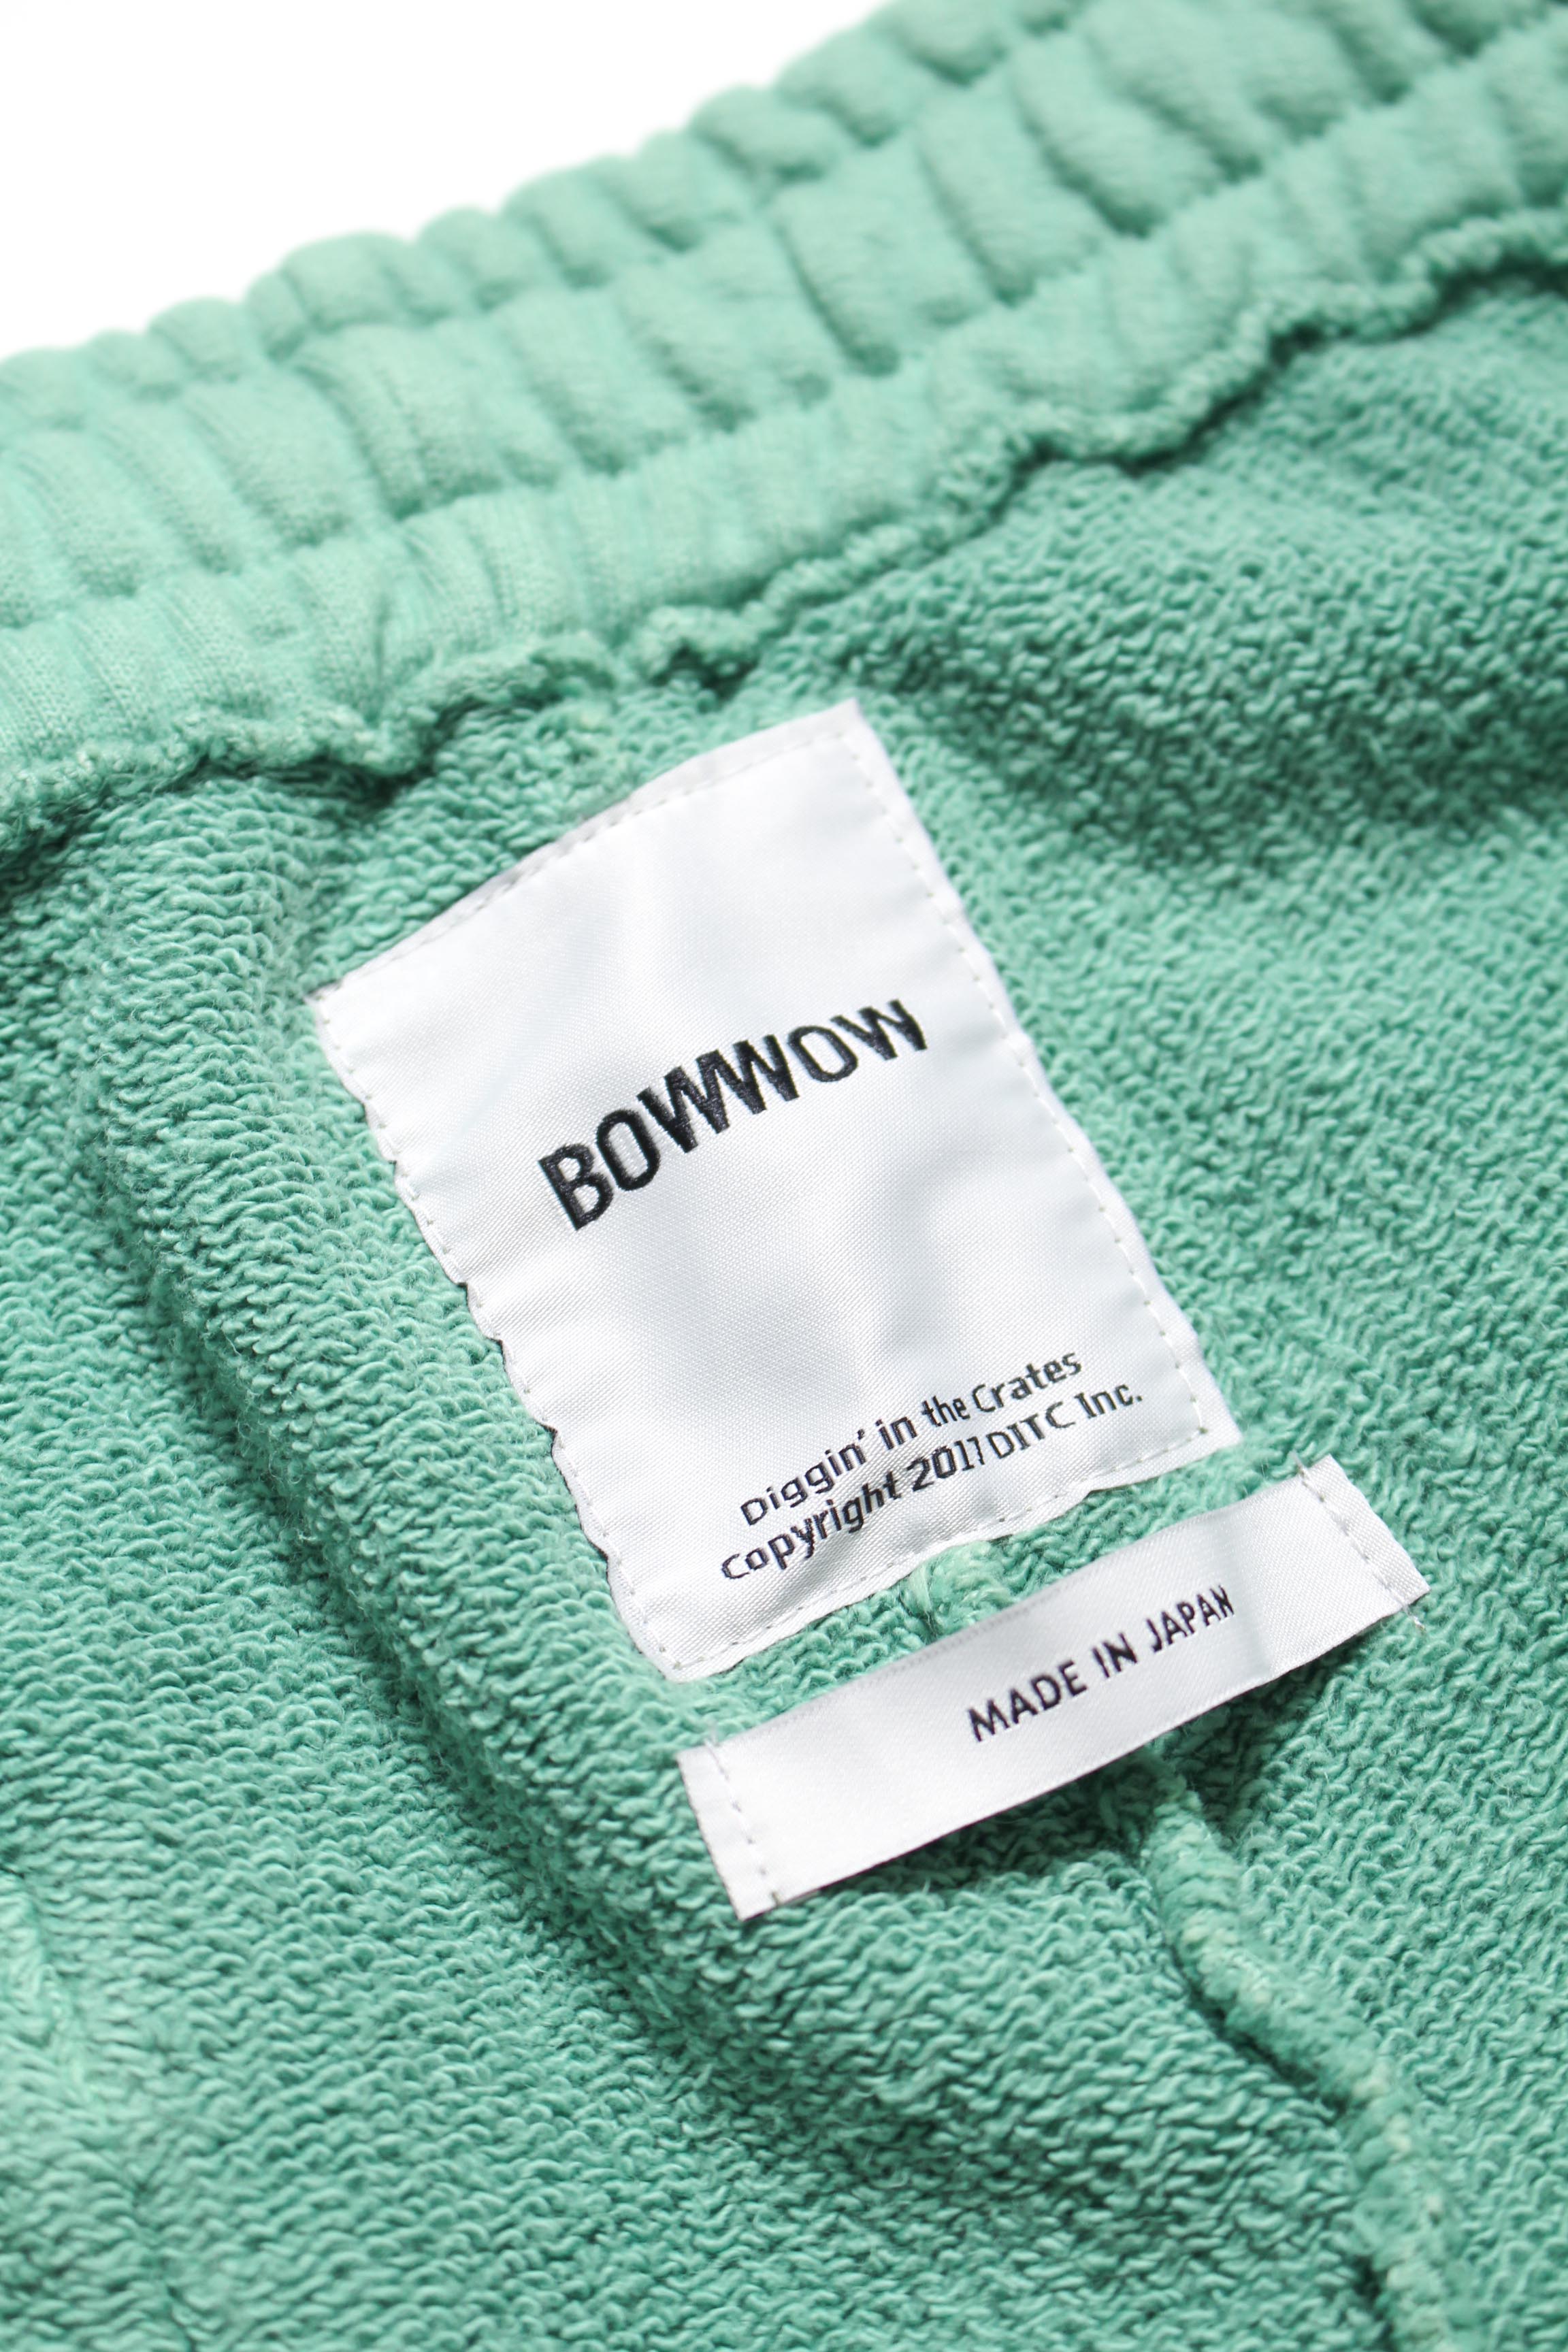 BOWWOW
Diggin' in the Crates
Copyright 2017 DITC Inc.
MADE IN JAPAN